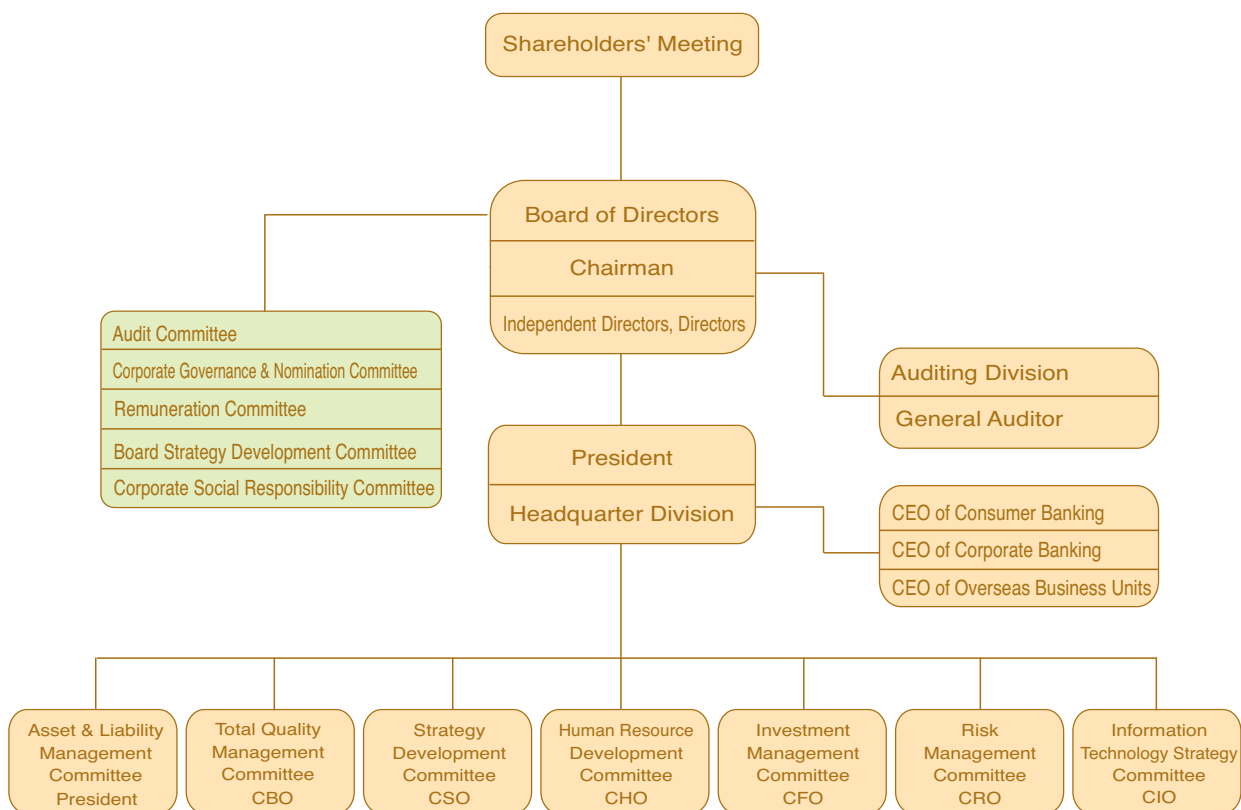 Shareholders' Meeting
Board of Directors
Chairman
Independent Directors, Directors
Audit Committee
Corporate Governance & Nomination Committee
Remuneration Committee
Board Strategy Development Committee
Corporate Social Responsibility Committee
Auditing Division
General Auditor
President
Headquarter Division
CEO of Consumer Banking
CEO of Corporate Banking
CEO of Overseas Business Units
Asset & Liability
Management
Committee
President
Total Quality
Management
Committee
CBO
Strategy
Development
Committee
CSO
Human Resource
Development
Committee
CHO
Investment
Management
Committee
CFO
Risk
Management
Committee
CRO
Information
Technology Strategy
Committee
CIO